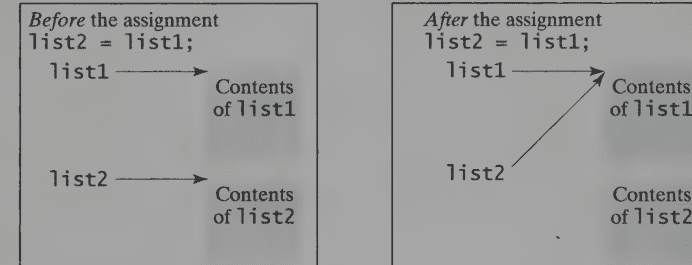 Before the assignment
list2 = list1;
list1
Contents
of list1
list2
Contents
of list2
After the assignment
list2 = list1;
list1
Contents
of list1
list2
Contents
of list2